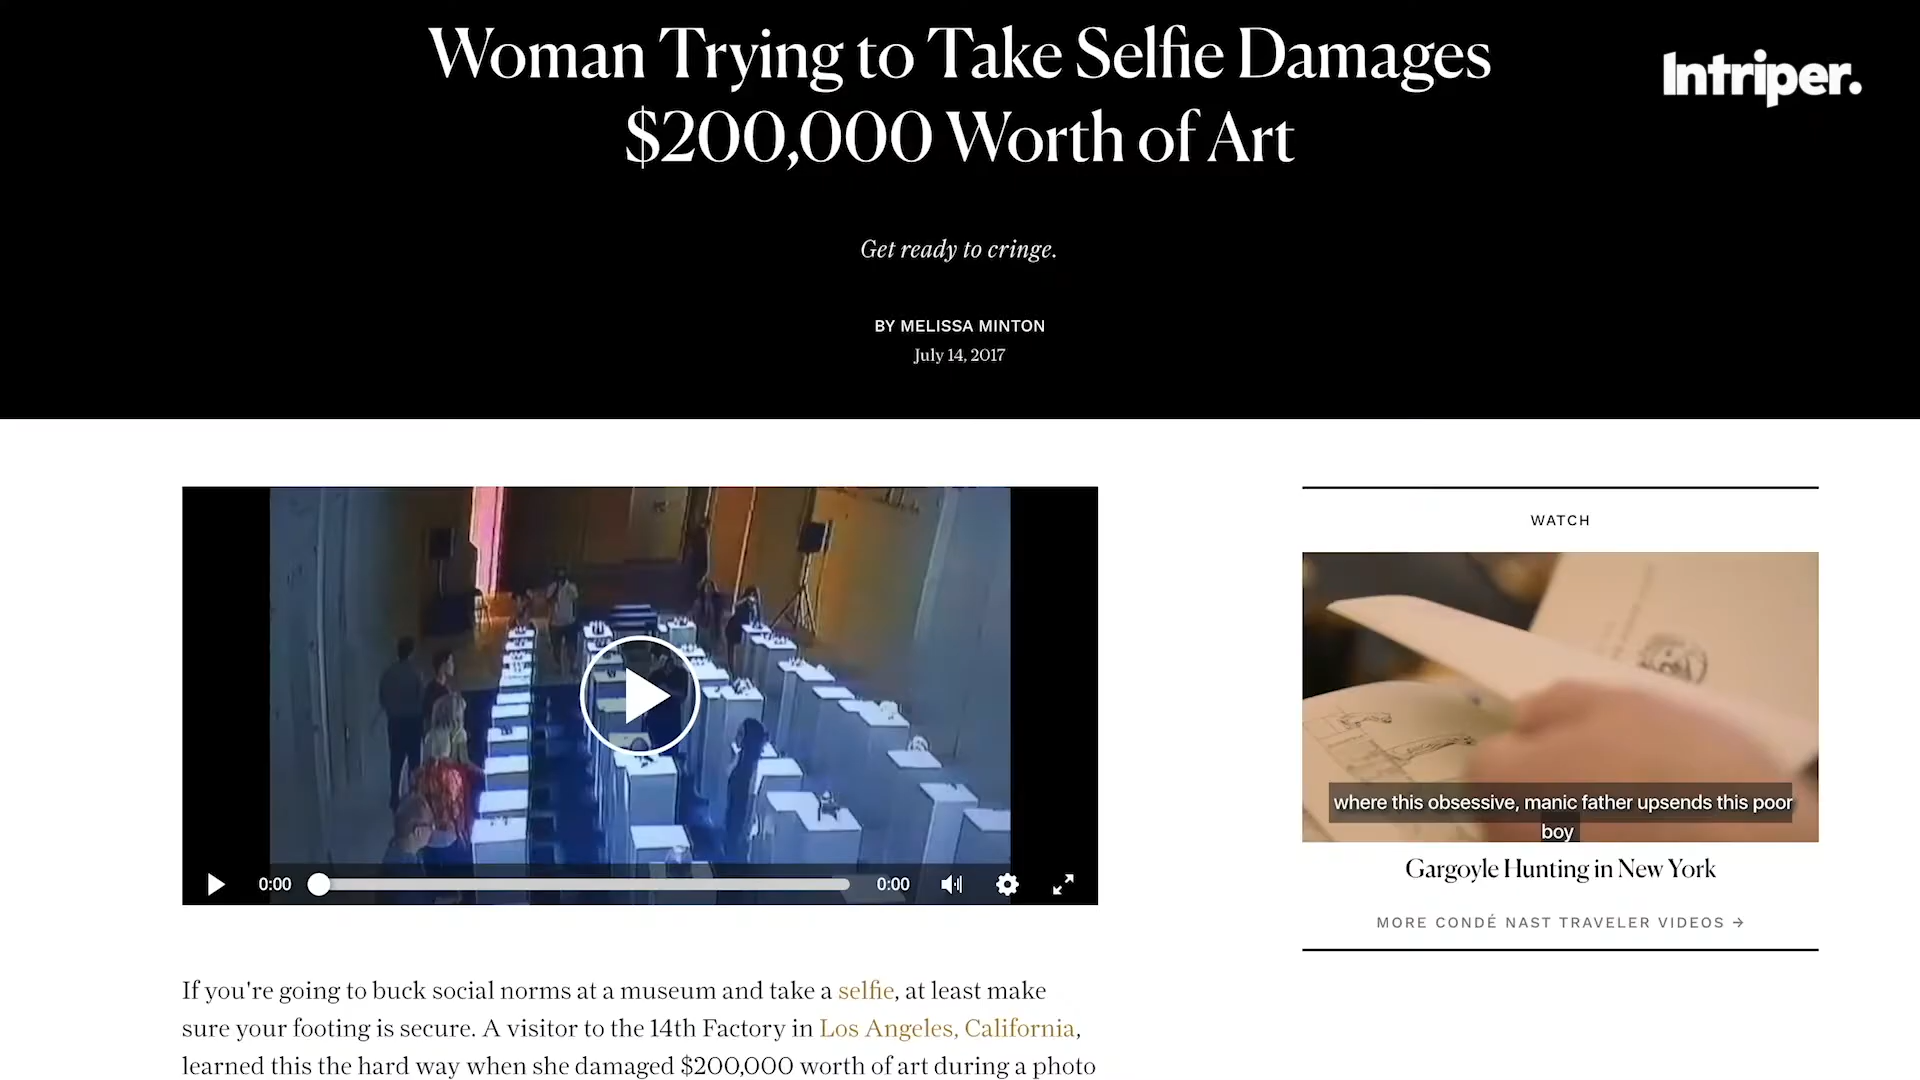 Woman Trying to Take Selfie Damages
$200,000 Worth of Art
Intriper.
Get ready to cringe.
BY MELISSA MINTON
July 14, 2017
0:00
0:00
If you're going to buck social norms at a museum and take a selfie, at least make
sure your footing is secure. A visitor to the 14th Factory in Los Angeles, California,
learned this the hard way when she damaged $200,000 worth of art during a photo
WATCH
where this obsessive, manic father upsends this poor
boy
Gargoyle Hunting in New York
MORE CONDÉ NAST TRAVELER VIDEOS →